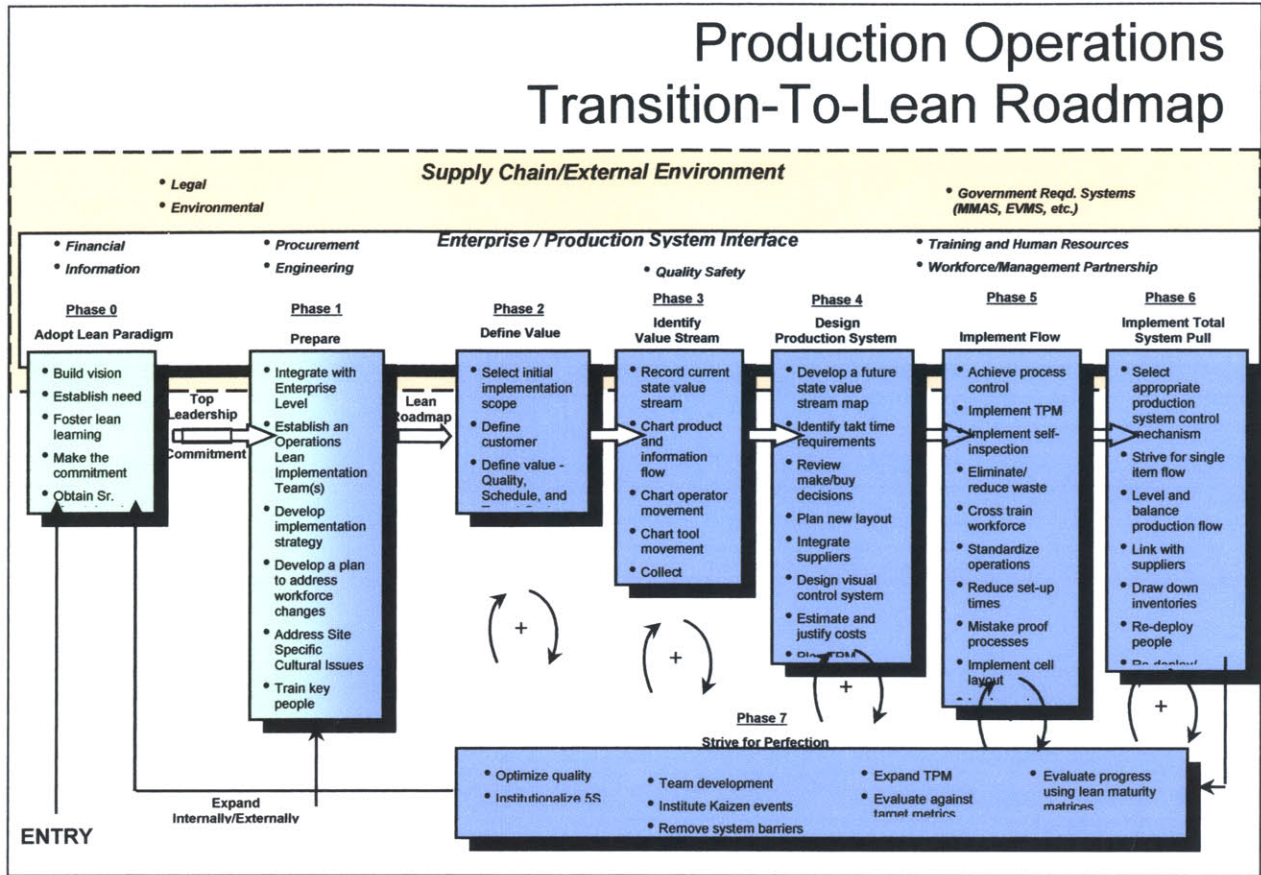 Production Operations
Transition-To-Lean Roadmap
Supply Chain/External Environment
• Legal
• Environmental
• Government Reqd. Systems
(MMAS, EVMS, etc.)
Enterprise / Production System Interface
• Financial
• Information
• Procurement
• Engineering
• Quality Safety
• Training and Human Resources
• Workforce/Management Partnership
Phase 0
Adopt Lean Paradigm
• Build vision
• Establish need
• Foster lean
learning
• Make the
commitment
• Obtain Sr.
Top
Leadership
Commitment
Phase 1
Prepare
• Integrate with
Enterprise
Level
• Establish an
Operations
Lean
Implementation
Team(s)
• Develop
implementation
strategy
• Develop a plan
to address
workforce
changes
• Address Site
Specific
Cultural Issues
• Train key
people
Lean
Roadmap
Phase 2
Define Value
• Select initial
implementation
scope
• Define
customer
• Define value -
Quality,
Schedule, and
Phase 3
Identify
Value Stream
• Record current
state value
stream
• Chart product
and
information
flow
• Chart operator
movement
• Chart tool
movement
• Collect
Phase 4
Design
Production System
• Develop a future
state value
stream map
• Identify takt time
requirements
• Review
make/buy
decisions
• Plan new layout
• Integrate
suppliers
• Design visual
control system
• Estimate and
justify costs
• Plan TPM
Phase 5
Implement Flow
• Achieve process
control
• Implement TPM
• Implement self-
inspection
• Eliminate/
reduce waste
• Cross train
workforce
• Standardize
operations
• Reduce set-up
times
• Mistake proof
processes
• Implement cell
layout
Phase 6
Implement Total
System Pull
• Select
appropriate
production
system control
mechanism
• Strive for single
item flow
• Level and
balance
production flow
• Link with
suppliers
• Draw down
inventories
• Re-deploy
people
• Re-deploy/
+
+
+
+
Phase 7
Strive for Perfection
• Optimize quality
• Institutionalize 5S
• Team development
• Institute Kaizen events
• Remove system barriers
• Expand TPM
• Evaluate against
target metrics
• Evaluate progress
using lean maturity
matrices
Expand
Internally/Externally
ENTRY